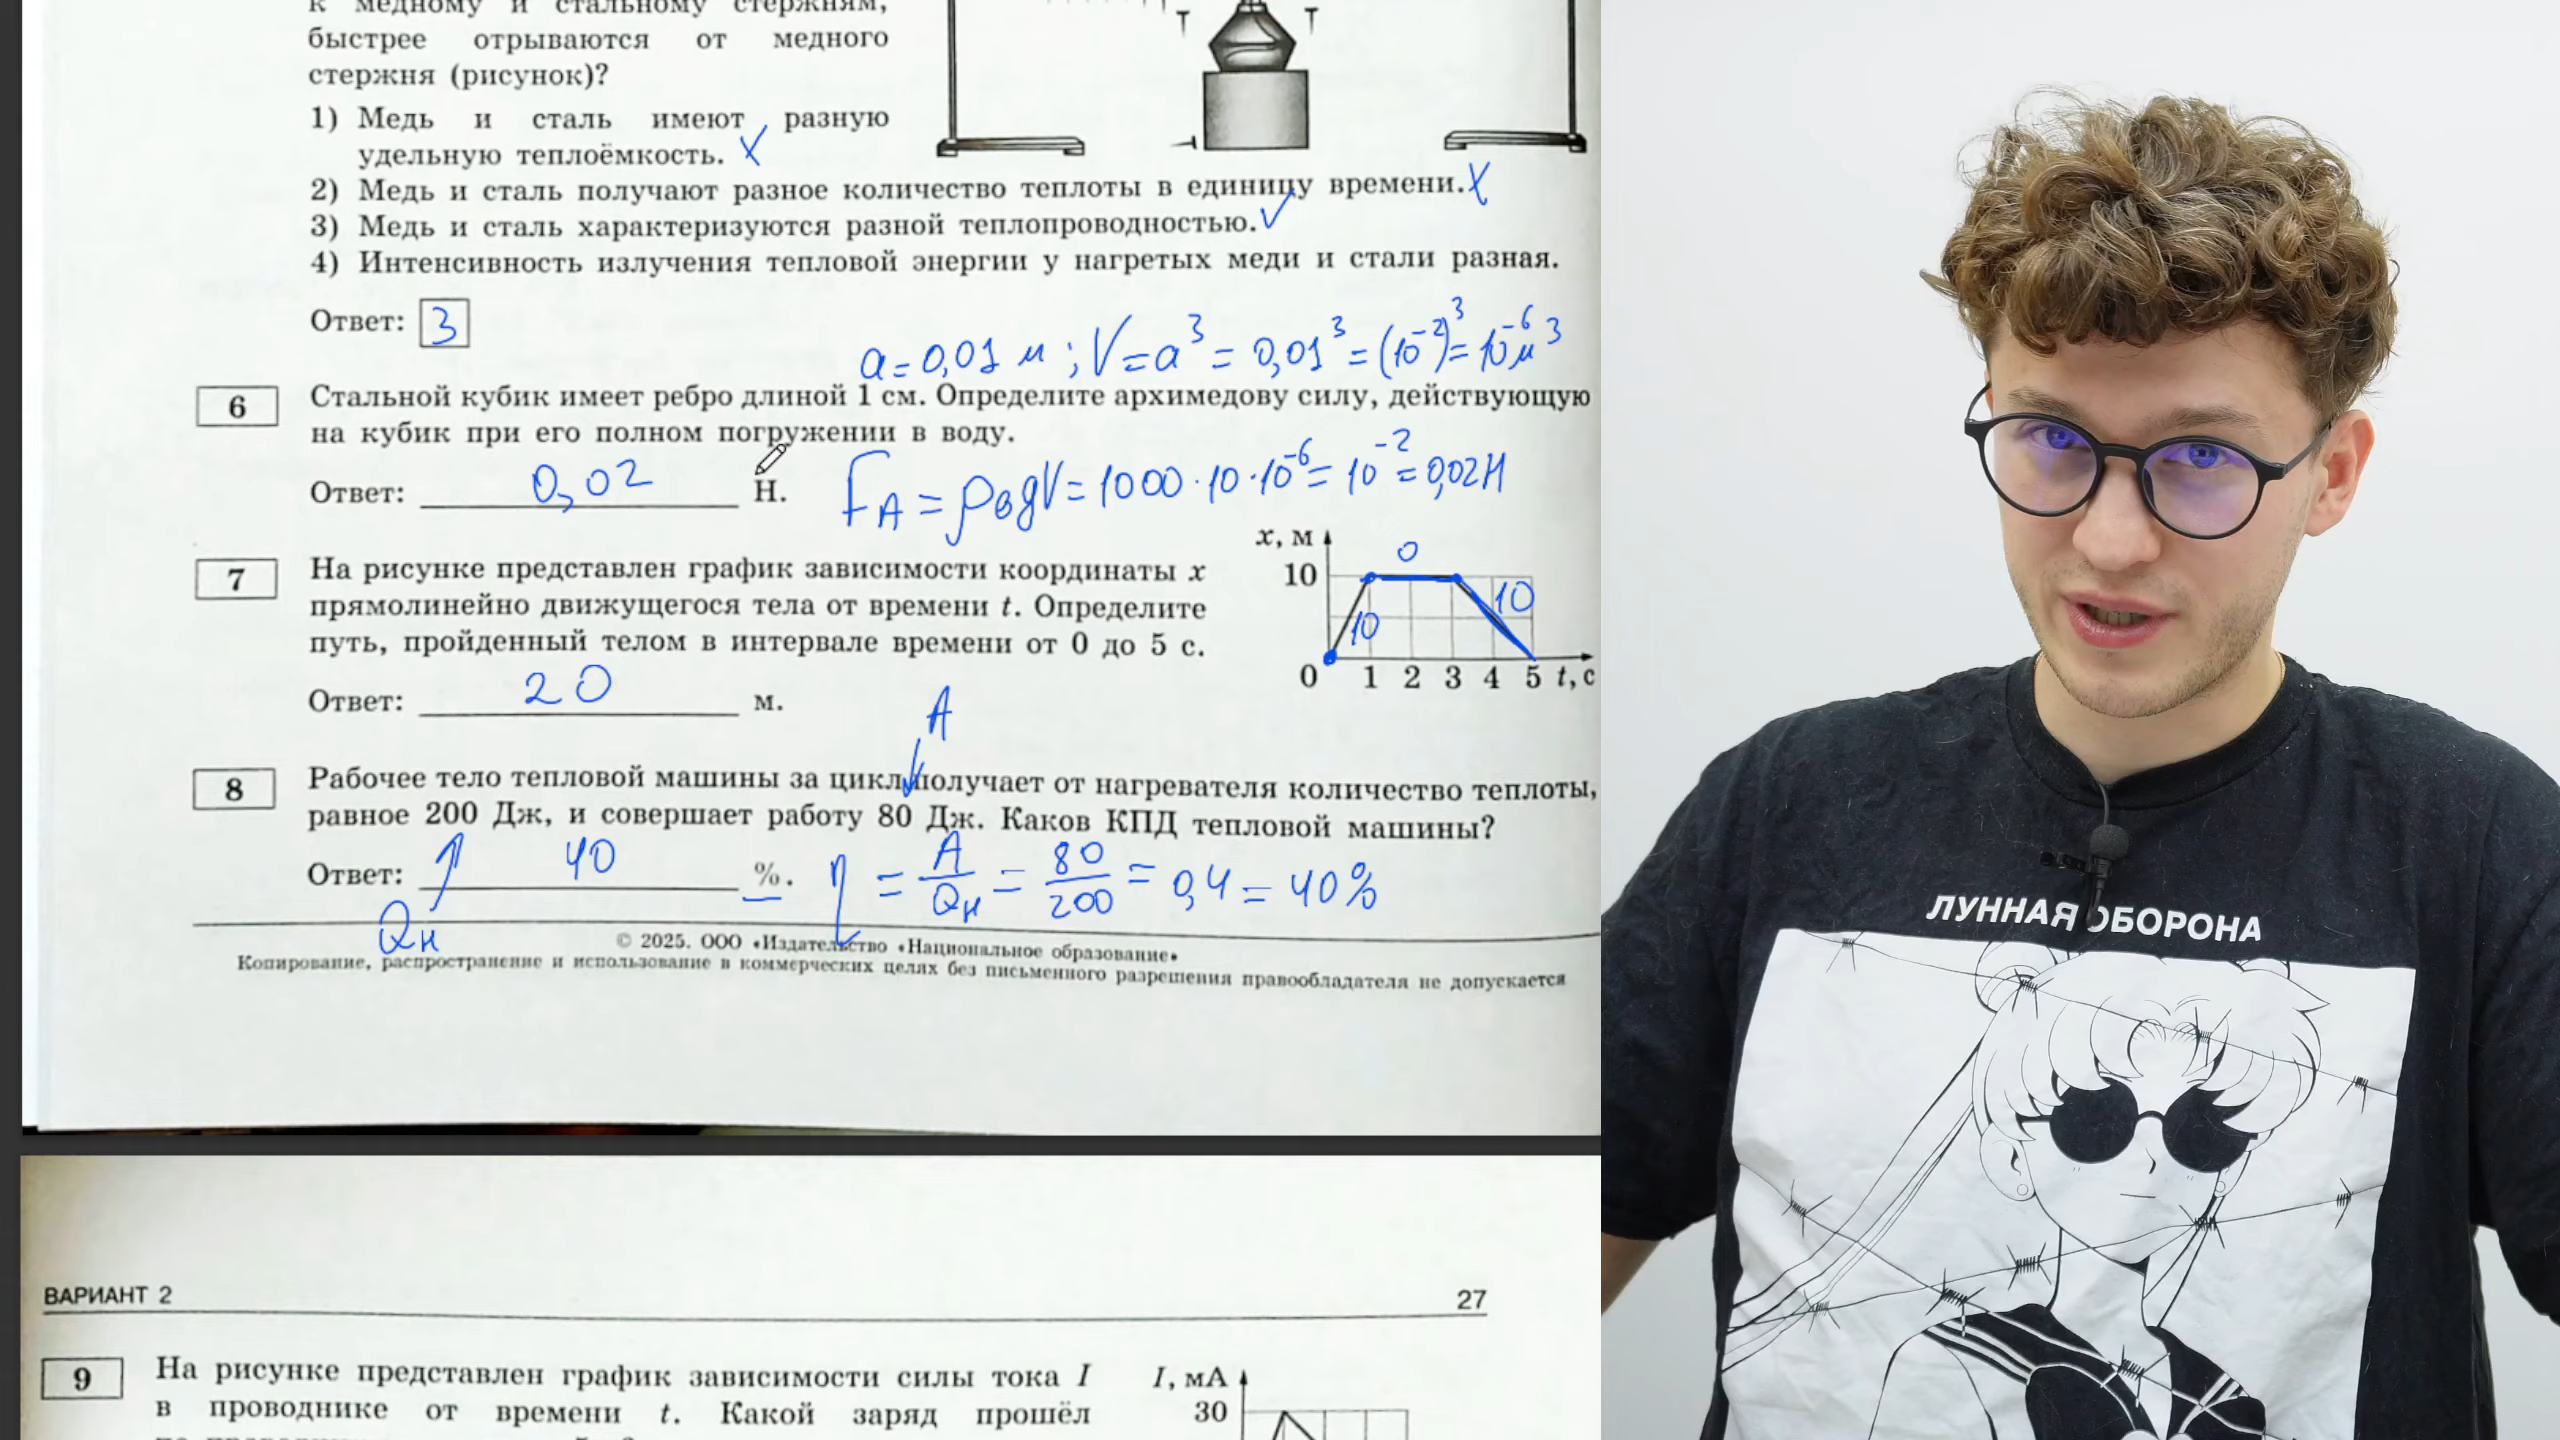 к медному и стальному стержням,
быстрее отрываются от медного
стержня (рисунок)?
1) Медь и сталь имеют разную
удельную теплоёмкость. X
2) Медь и сталь получают разное количество теплоты в единицу времени. X
3) Медь и сталь характеризуются разной теплопроводностью. ✓
4) Интенсивность излучения тепловой энергии у нагретых меди и стали разная.
Ответ: 3
a = 0,01 м ; V = a³ = 0,01³ = (10⁻²)³ = 10⁻⁶ м³
6 Стальной кубик имеет ребро длиной 1 см. Определите архимедову силу, действующую
на кубик при его полном погружении в воду.
Ответ: 0,02 Н. F_A = ρ_в g V = 1000 · 10 · 10⁻⁶ = 10⁻² = 0,02 Н
7 На рисунке представлен график зависимости координаты x
прямолинейно движущегося тела от времени t. Определите
путь, пройденный телом в интервале времени от 0 до 5 с.
Ответ: 20 м.
x, м
0
10
10 10
0 1 2 3 4 5 t, с
A
8 Рабочее тело тепловой машины за цикл получает от нагревателя количество теплоты,
равное 200 Дж, и совершает работу 80 Дж. Каков КПД тепловой машины?
Ответ: 40 %. η = A/Qн = 80/200 = 0,4 = 40%
Qн
© 2025. ООО «Издательство «Национальное образование»
Копирование, распространение и использование в коммерческих целях без письменного разрешения правообладателя не допускается
ВАРИАНТ 2 27
9 На рисунке представлен график зависимости силы тока I
в проводнике от времени t. Какой заряд прошёл
I, мА
30
ЛУННАЯ ОБОРОНА